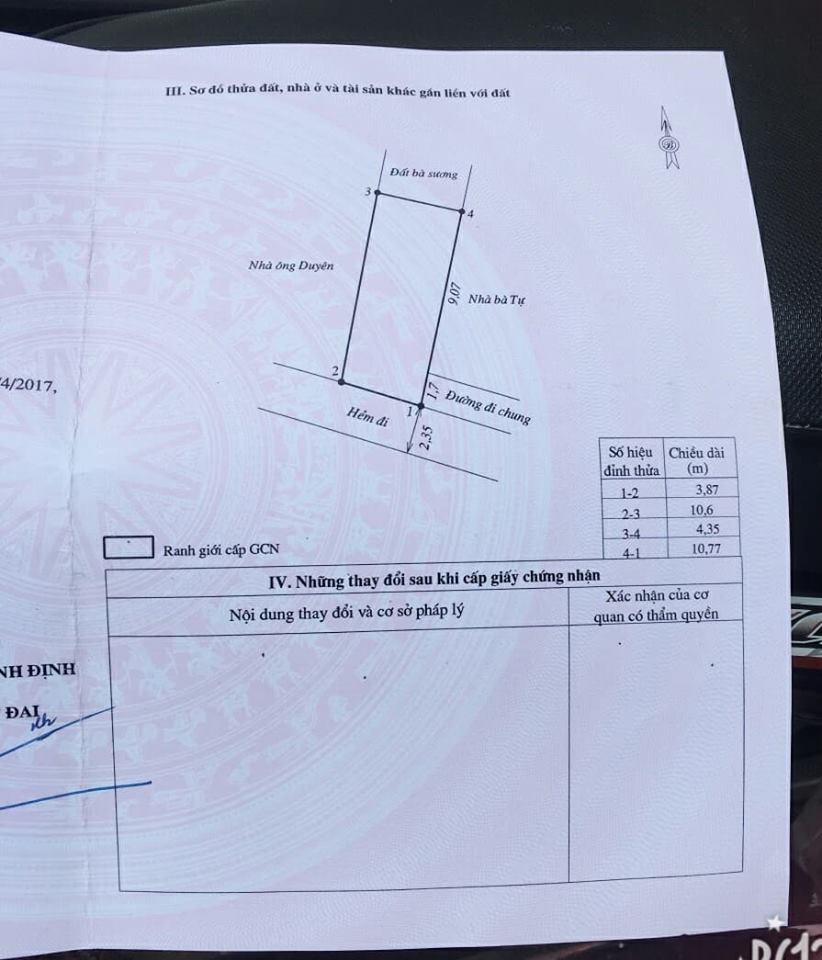 III. Sơ đồ thửa đất, nhà ở và tài sản khác gắn liền với đất
B
Đất bà sương
3
4
Nhà ông Duyên
9,07
Nhà bà Tự
/4/2017,
2
1,7
Đường đi chung
1
Hẻm đi
2,35
Số hiệu đỉnh thửa Chiều dài (m)
1-2 3,87
2-3 10,6
3-4 4,35
4-1 10,77
Ranh giới cấp GCN
IV. Những thay đổi sau khi cấp giấy chứng nhận
Nội dung thay đổi và cơ sở pháp lý
Xác nhận của cơ
quan có thẩm quyền
NH ĐỊNH
ĐAI